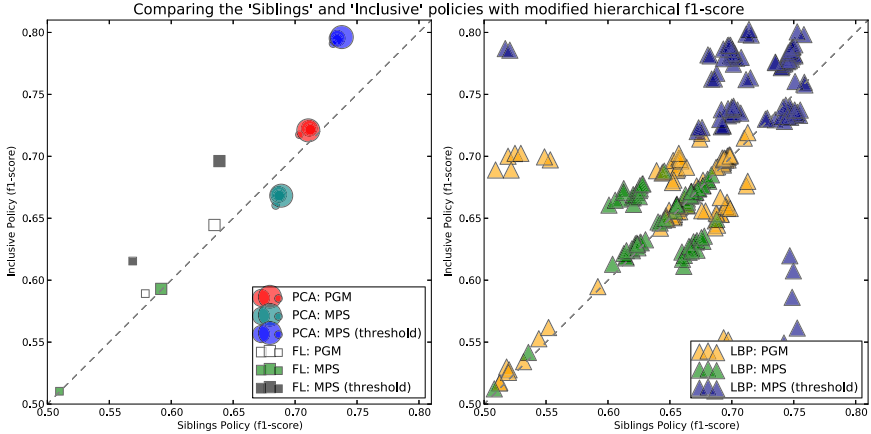 Comparing the 'Siblings' and 'Inclusive' policies with modified hierarchical f1-score
0.80
0.75
0.70
0.65
0.60
0.55
0.50
Inclusive Policy (f1-score)
PCA: PGM
PCA: MPS
PCA: MPS (threshold)
FL: PGM
FL: MPS
FL: MPS (threshold)
0.50 0.55 0.60 0.65 0.70 0.75 0.80
Siblings Policy (f1-score)
0.80
0.75
0.70
0.65
0.60
0.55
0.50
Inclusive Policy (f1-score)
LBP: PGM
LBP: MPS
LBP: MPS (threshold)
0.50 0.55 0.60 0.65 0.70 0.75 0.80
Siblings Policy (f1-score)